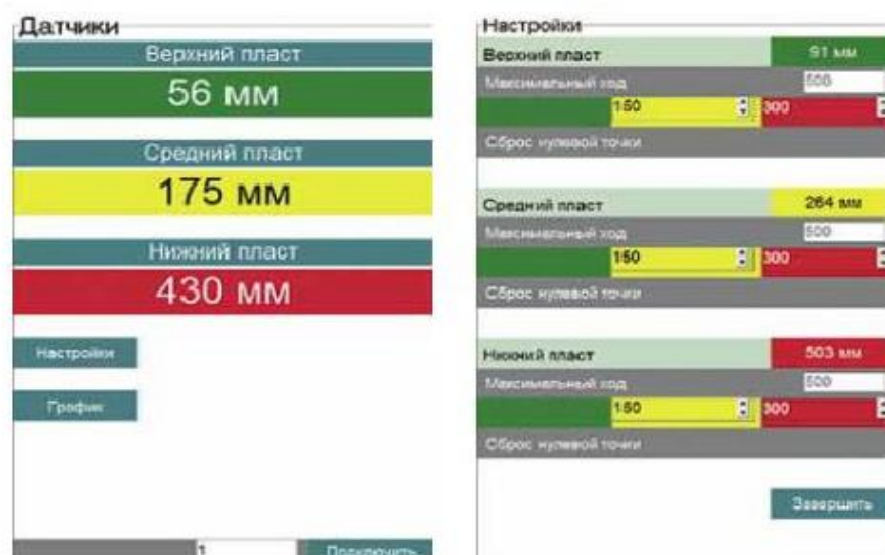 Датчики
Верхний пласт
56 мм
Средний пласт
175 мм
Нижний пласт
430 мм
Настройки
График
1 Подключить
Настройки
Верхний пласт 91 мм
Максимальный ход 500
150 300
Сброс нулевой точки
Средний пласт 264 мм
Максимальный ход 500
150 300
Сброс нулевой точки
Нижний пласт 503 мм
Максимальный ход 500
150 300
Сброс нулевой точки
Завершить